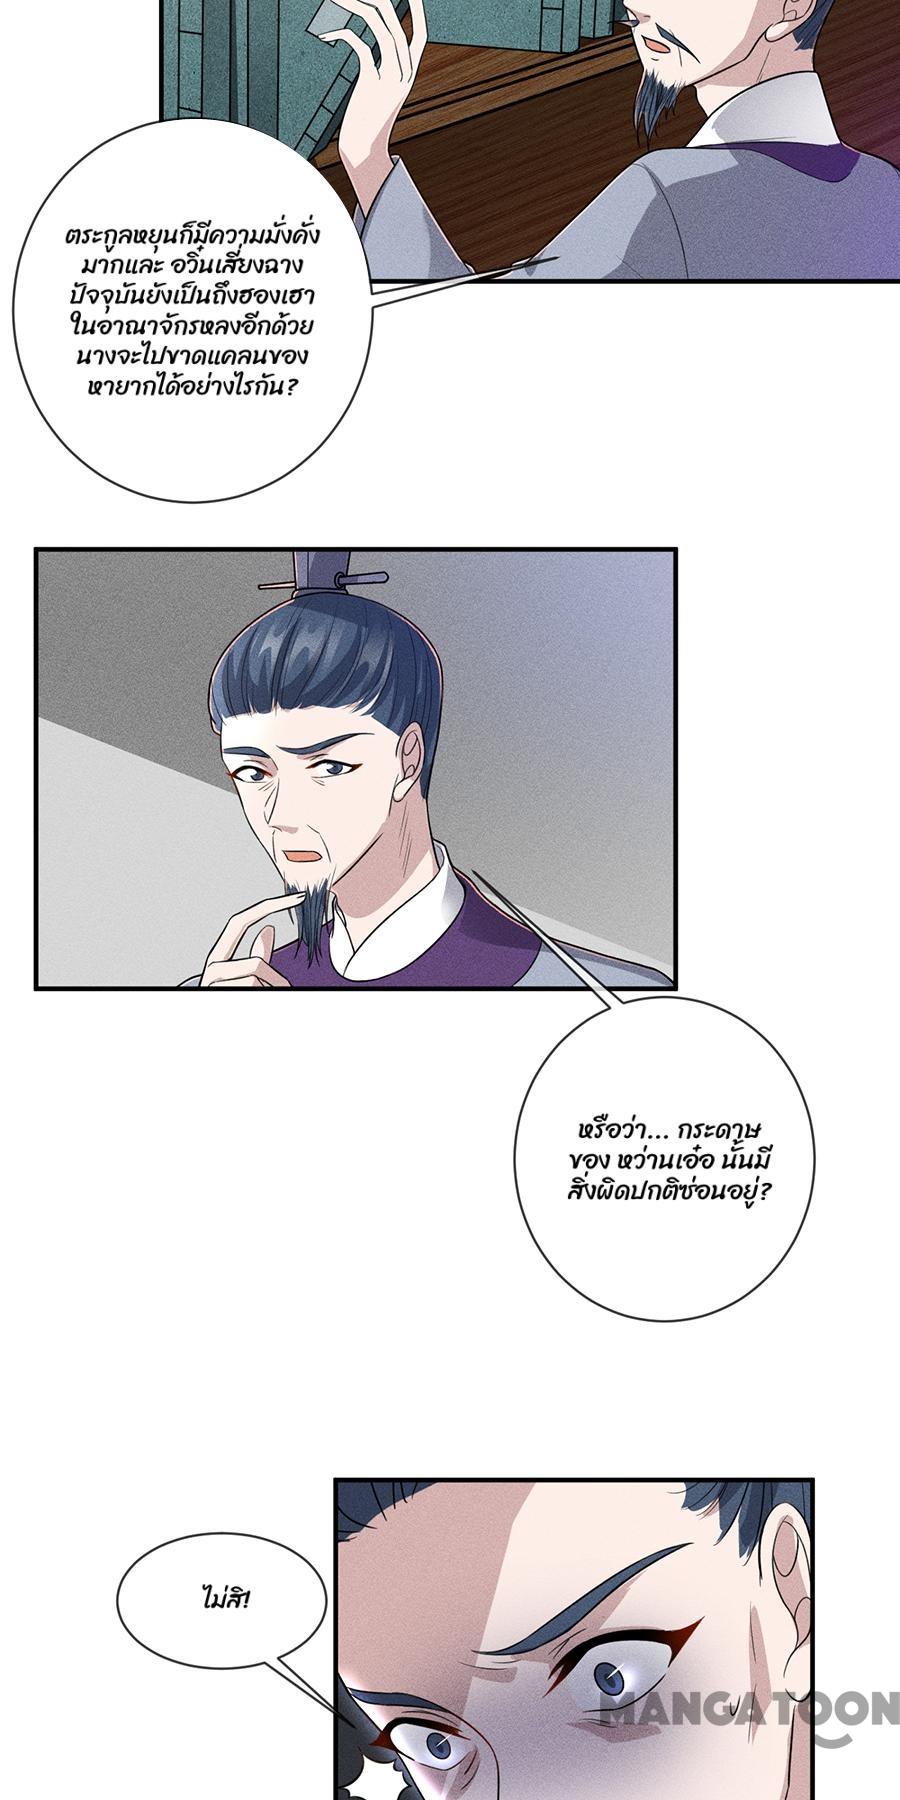 ตระกูลหยุนก็มีความมั่งคั่ง
มากและ อวิ๋นเสี่ยงฉาง
ปัจจุบันยังเป็นถึงฮองเฮา
ในอาณาจักรหลงอีกด้วย
นางจะไปขาดแคลนของ
หายากได้อย่างไรกัน?
หรือว่า... กระดาษ
ของ หว่านเอ๋อ นั้นมี
สิ่งผิดปกติซ่อนอยู่?
ไม่สิ!
MANGATOON